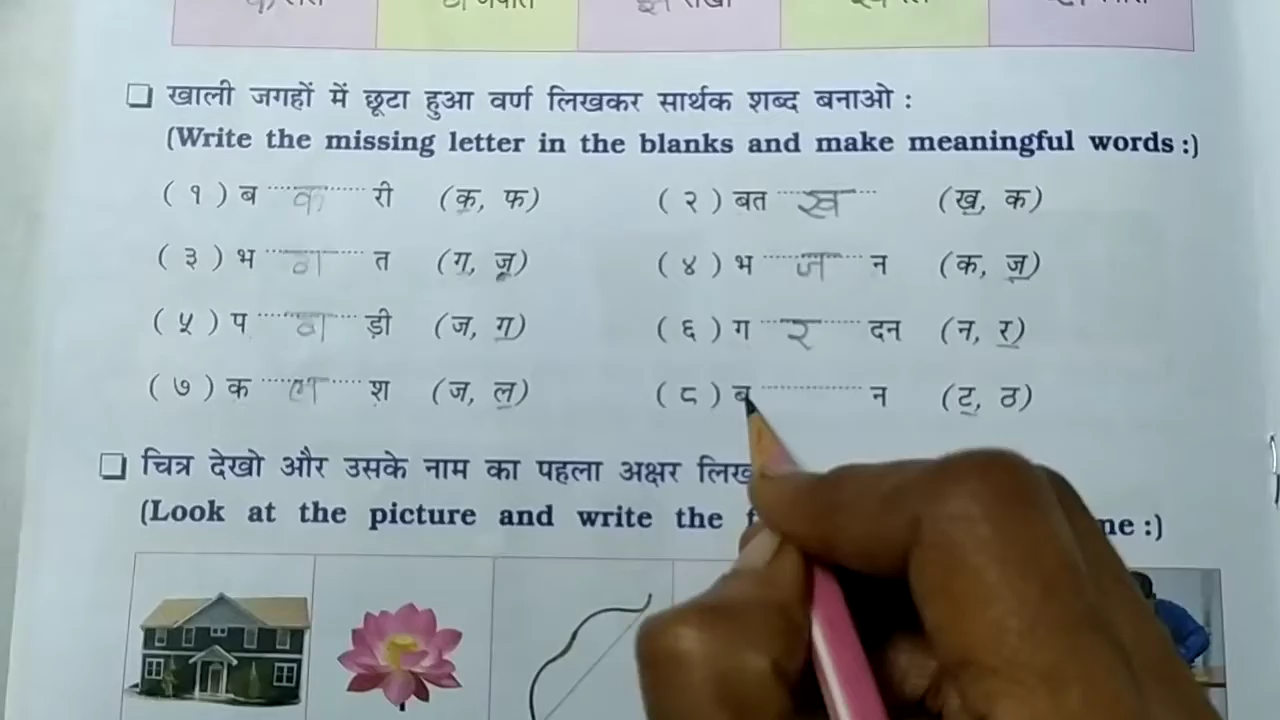 खाली जगहों में छूटा हुआ वर्ण लिखकर सार्थक शब्द बनाओ :
(Write the missing letter in the blanks and make meaningful words:)
(१) ब क री (क, फ) (२) बत ख (ख, क)
(३) भ ग त (ग, ज) (४) भ ज न (क, ज)
(५) प ग ड़ी (ज, ग) (६) ग र दन (न, र)
(७) क ल श (ज, ल) (८) ब न (ट, ठ)
चित्र देखो और उसके नाम का पहला अक्षर
(Look at the picture and write the :)